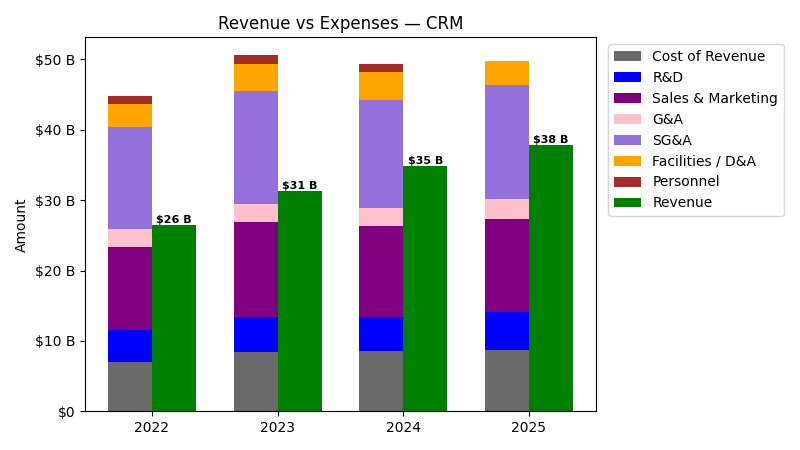 Revenue vs Expenses — CRM
$50 B
$40 B
$30 B
$20 B
$10 B
$0
Amount
$26 B
$31 B
$35 B
$38 B
2022
2023
2024
2025
Cost of Revenue
R&D
Sales & Marketing
G&A
SG&A
Facilities / D&A
Personnel
Revenue